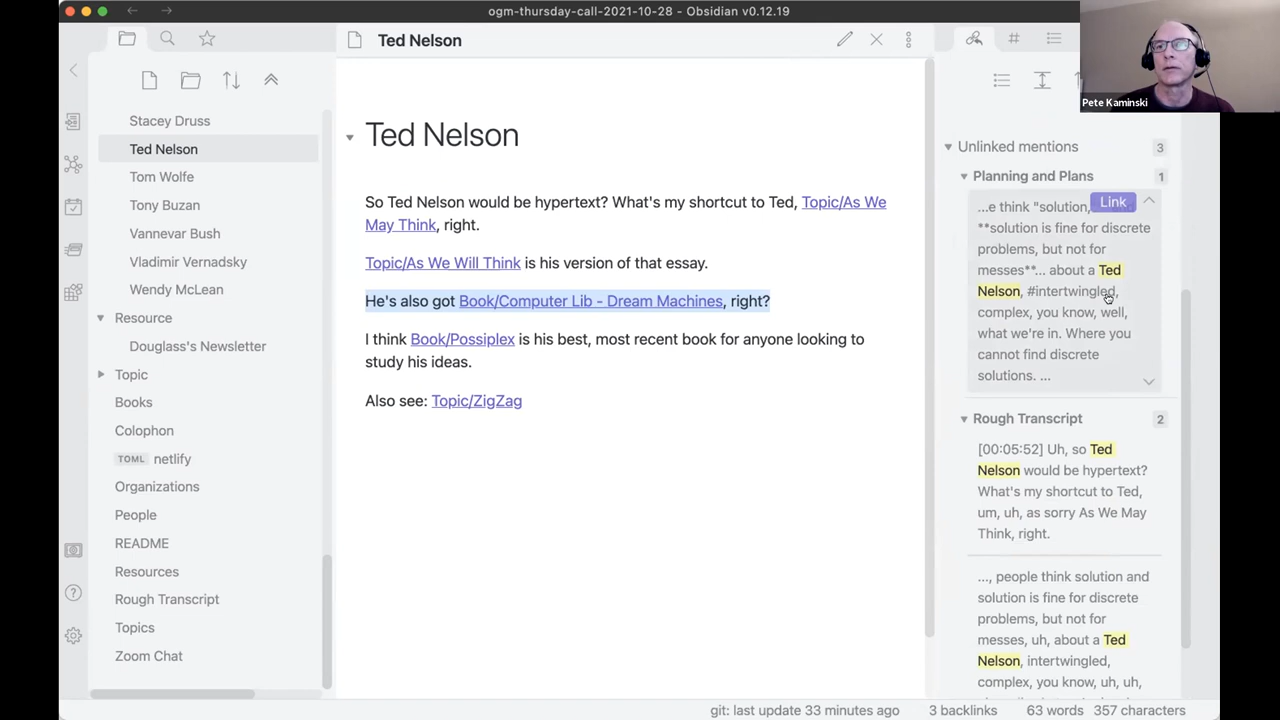 ogm-thursday-call-2021-10-28 - Obsidian v0.12.19
Ted Nelson
Pete Kaminski
Stacey Druss
Ted Nelson
Tom Wolfe
Tony Buzan
Vannevar Bush
Vladimir Vernadsky
Wendy McLean
Resource
Douglass's Newsletter
Topic
Books
Colophon
TOML netlify
Organizations
People
README
Resources
Rough Transcript
Topics
Zoom Chat
Ted Nelson
So Ted Nelson would be hypertext? What's my shortcut to Ted, Topic/As We
May Think, right.
Topic/As We Will Think is his version of that essay.
He's also got Book/Computer Lib - Dream Machines, right?
I think Book/Possiplex is his best, most recent book for anyone looking to
study his ideas.
Also see: Topic/ZigZag
Unlinked mentions 3
Planning and Plans 1
...e think "solution,
Link
**solution is fine for discrete
problems, but not for
messes**... about a Ted
Nelson, #intertwingled,
complex, you know, well,
what we're in. Where you
cannot find discrete
solutions. ...
Rough Transcript 2
[00:05:52] Uh, so Ted
Nelson would be hypertext?
What's my shortcut to Ted,
um, uh, as sorry As We May
Think, right.
..., people think solution and
solution is fine for discrete
problems, but not for
messes, uh, about a Ted
Nelson, intertwingled,
complex, you know, uh, uh,
git: last update 33 minutes ago 3 backlinks 63 words 357 characters